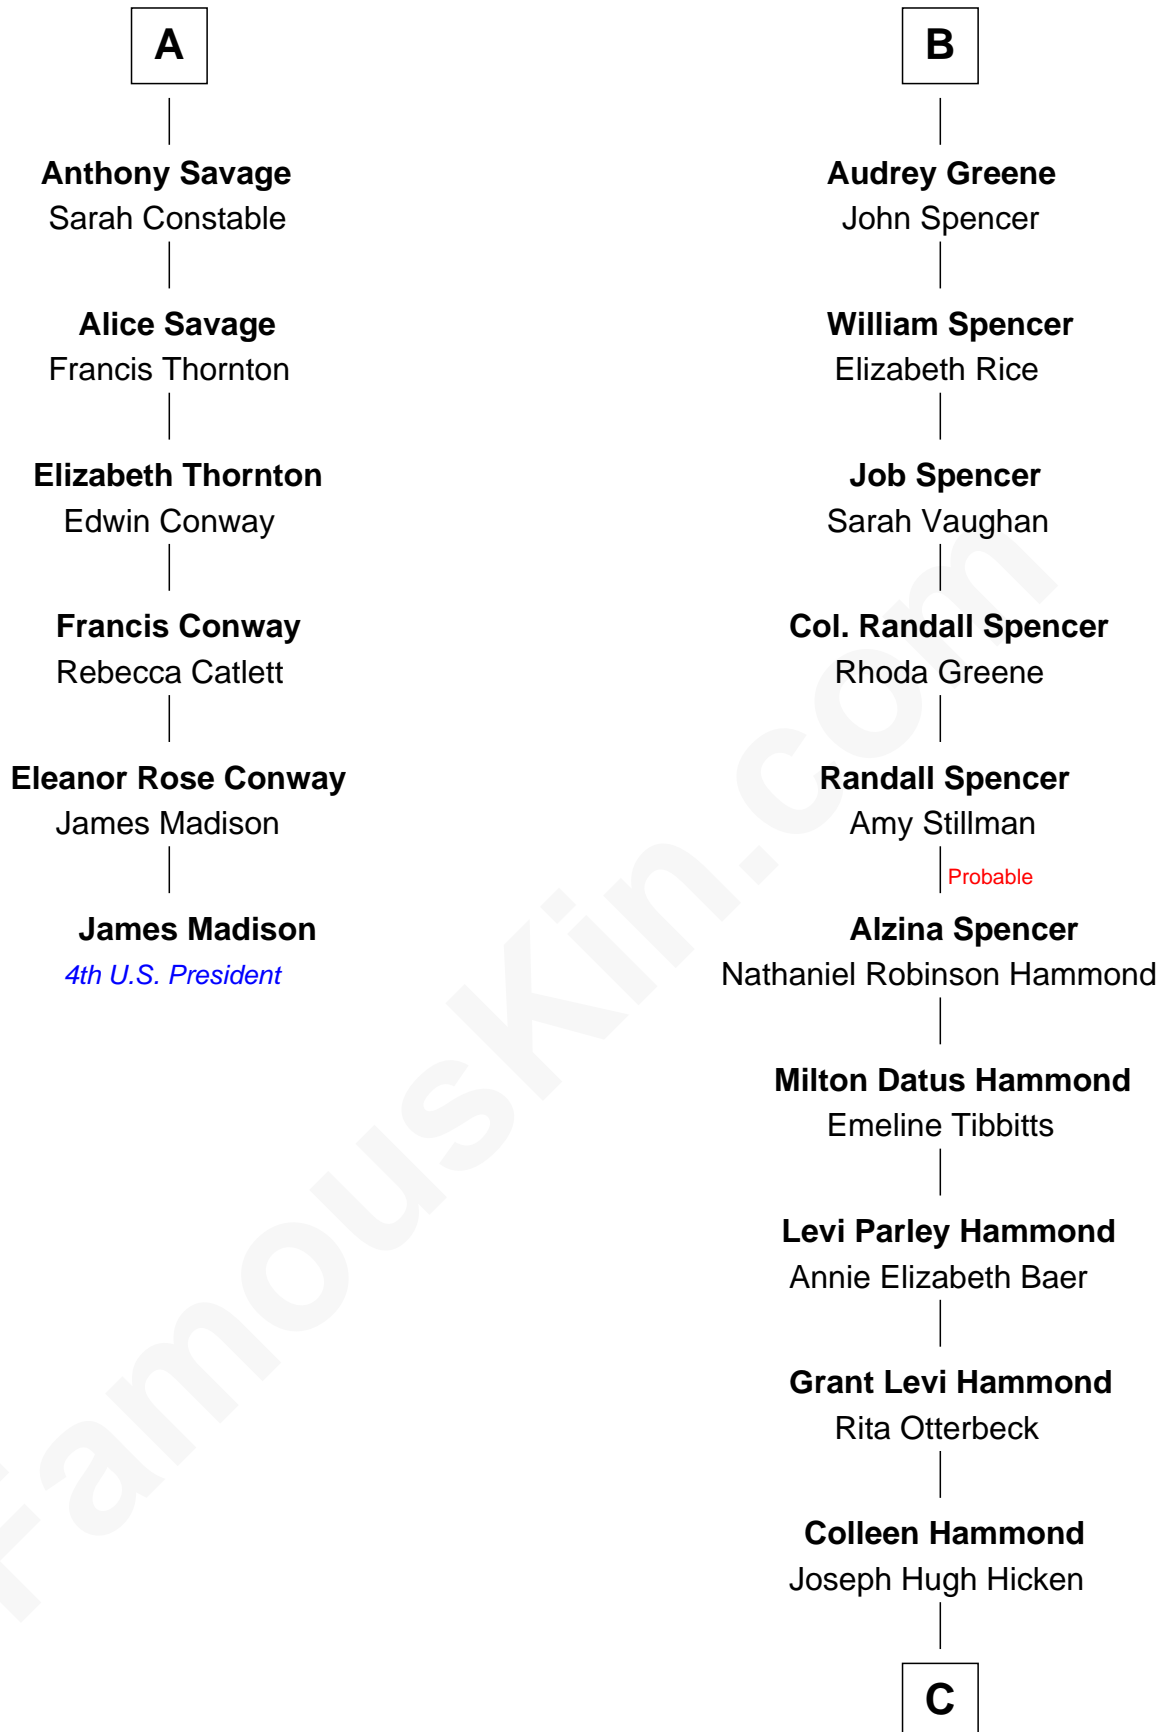 A
Anthony Savage
Sarah Constable
Alice Savage
Francis Thornton
Elizabeth Thornton
Edwin Conway
Francis Conway
Rebecca Catlett
Eleanor Rose Conway
James Madison
James Madison
4th U.S. President
B
Audrey Greene
John Spencer
William Spencer
Elizabeth Rice
Job Spencer
Sarah Vaughan
Col. Randall Spencer
Rhoda Greene
Randall Spencer
Amy Stillman
Probable
Alzina Spencer
Nathaniel Robinson Hammond
Milton Datus Hammond
Emeline Tibbitts
Levi Parley Hammond
Annie Elizabeth Baer
Grant Levi Hammond
Rita Otterbeck
Colleen Hammond
Joseph Hugh Hicken
C
FamousKin.com